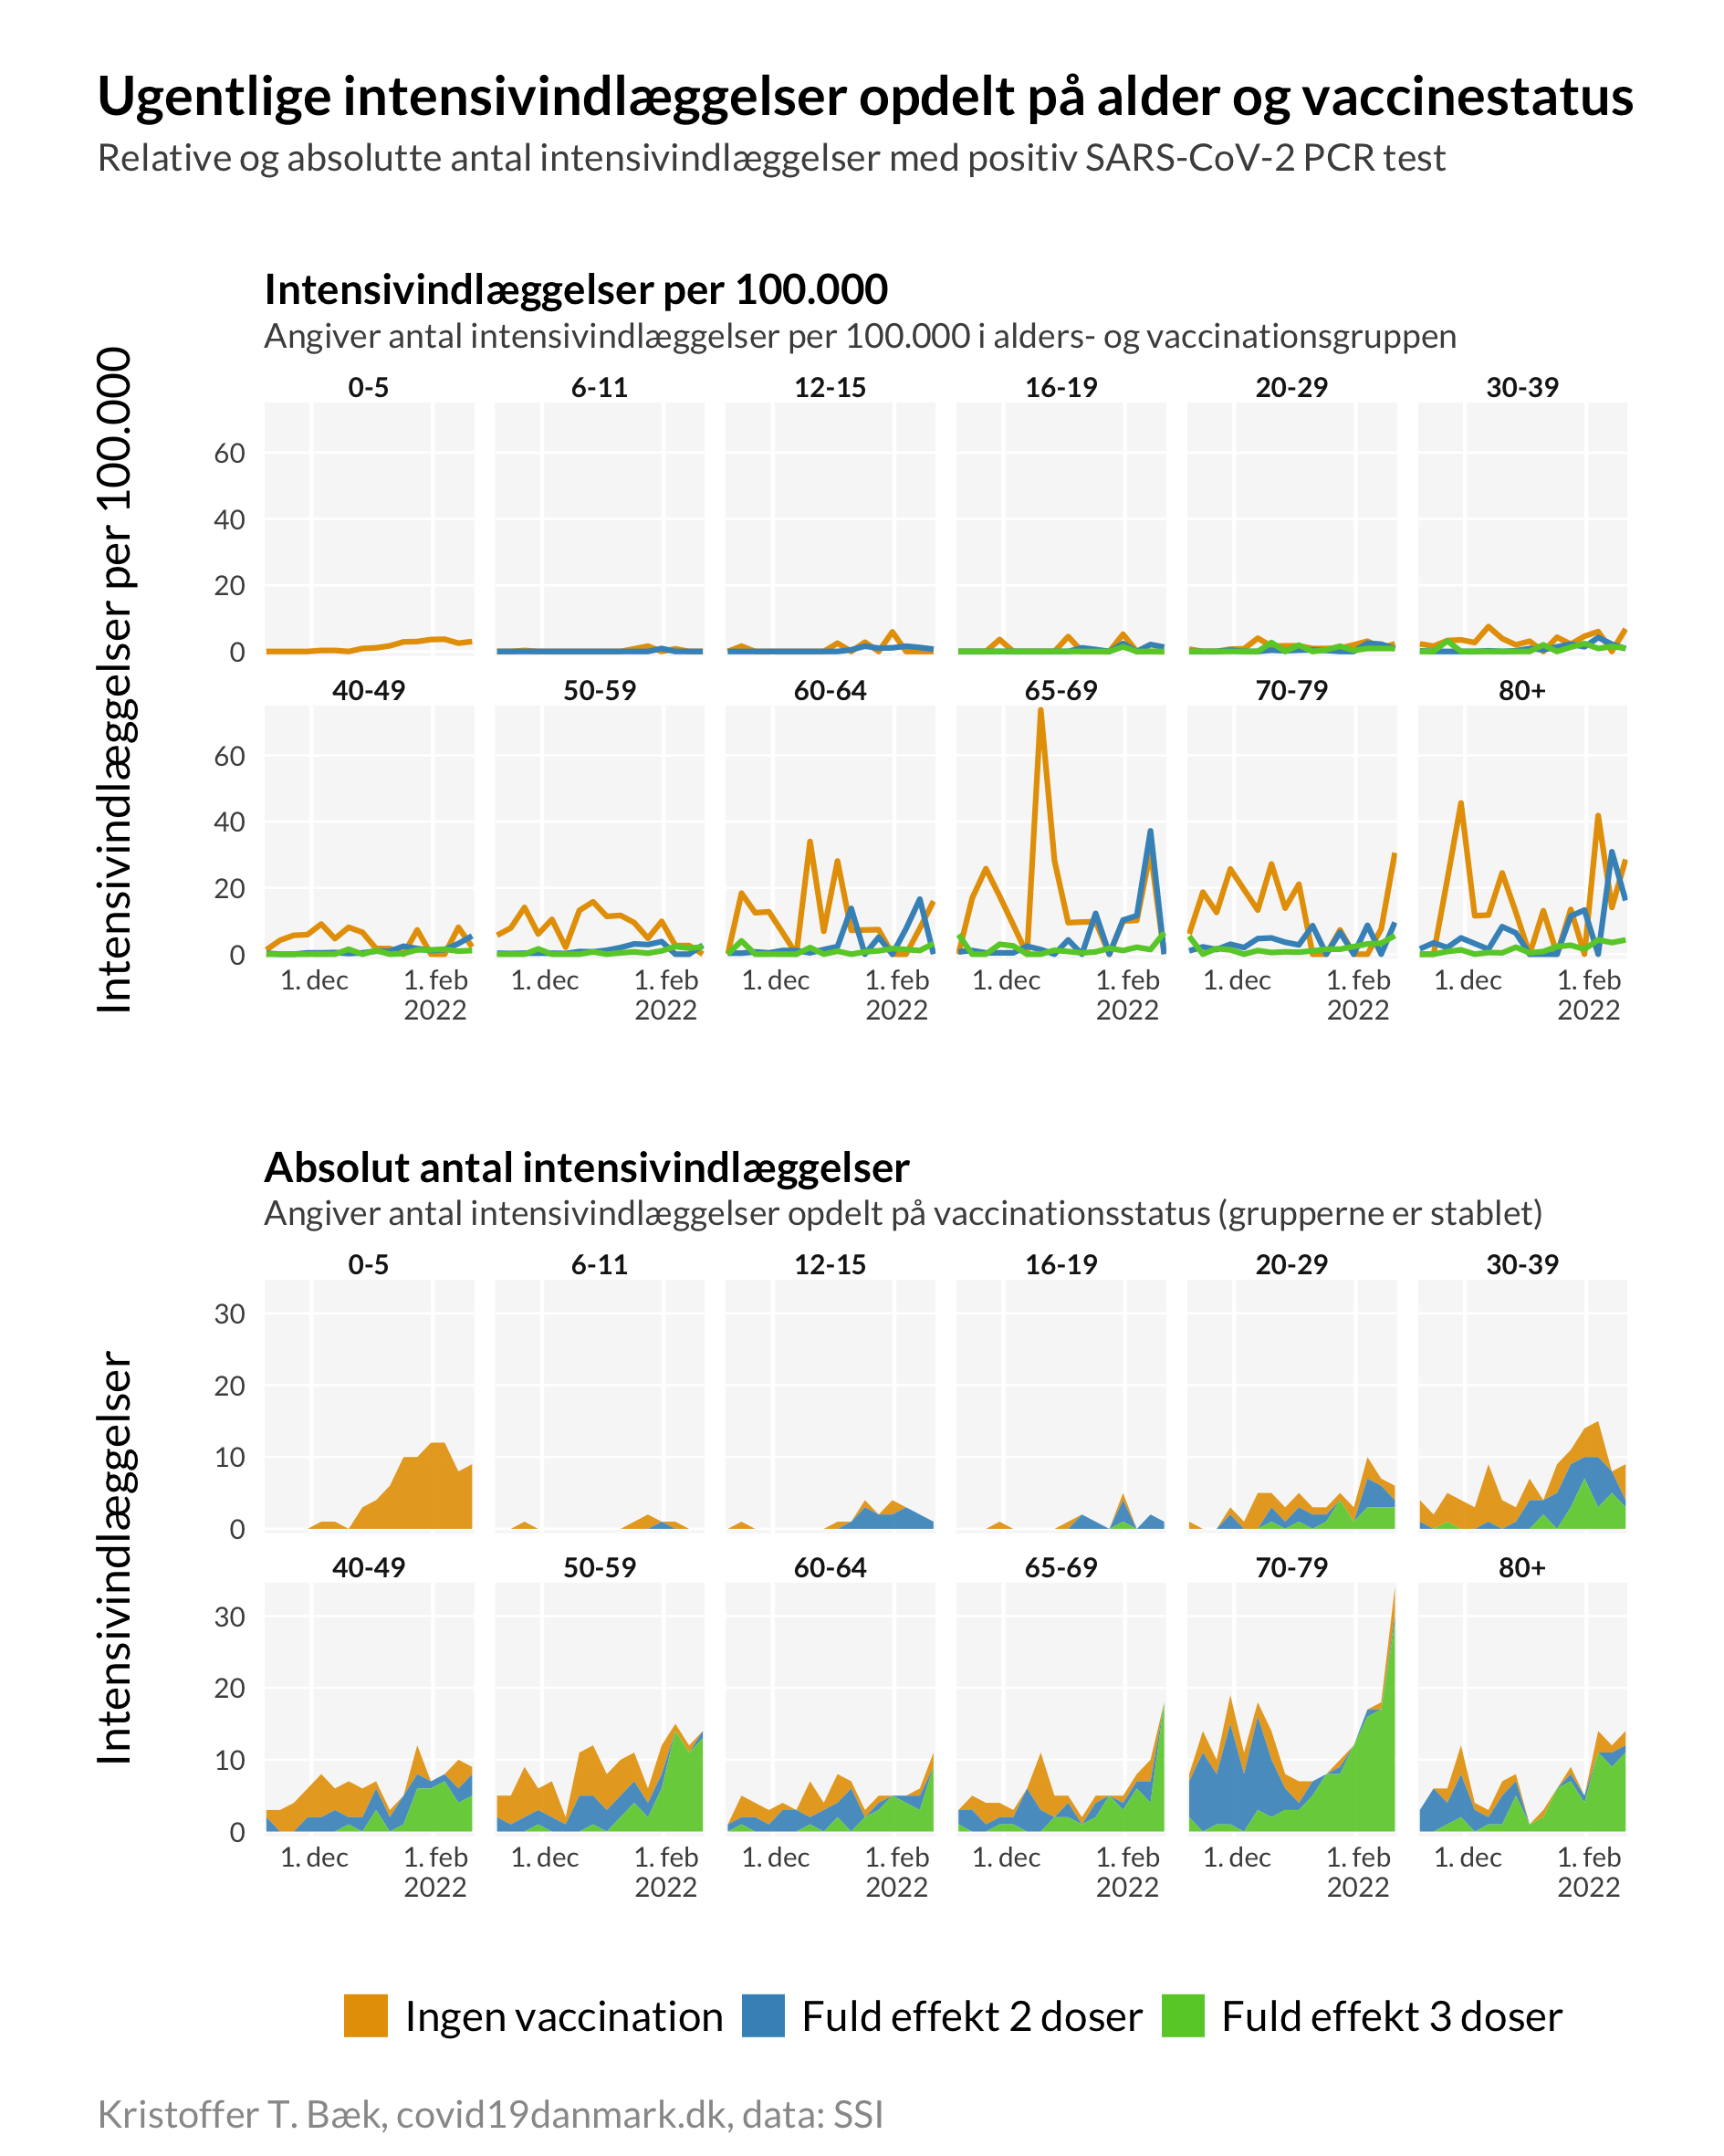 Ugentlige intensivindlæggelser opdelt på alder og vaccinestatus
Relative og absolutte antal intensivindlæggelser med positiv SARS-CoV-2 PCR test
Intensivindlæggelser per 100.000
Angiver antal intensivindlæggelser per 100.000 i alders- og vaccinationsgruppen
Intensivindlæggelser per 100.000
0-5 6-11 12-15 16-19 20-29 30-39
60
40
20
0
40-49 50-59 60-64 65-69 70-79 80+
60
40
20
0
1. dec 1. feb 1. dec 1. feb 1. dec 1. feb 1. dec 1. feb 1. dec 1. feb 1. dec 1. feb
2022 2022 2022 2022 2022 2022
Absolut antal intensivindlæggelser
Angiver antal intensivindlæggelser opdelt på vaccinationsstatus (grupperne er stablet)
Intensivindlæggelser
0-5 6-11 12-15 16-19 20-29 30-39
30
20
10
0
40-49 50-59 60-64 65-69 70-79 80+
30
20
10
0
1. dec 1. feb 1. dec 1. feb 1. dec 1. feb 1. dec 1. feb 1. dec 1. feb 1. dec 1. feb
2022 2022 2022 2022 2022 2022
Ingen vaccination Fuld effekt 2 doser Fuld effekt 3 doser
Kristoffer T. Bæk, covid19danmark.dk, data: SSI